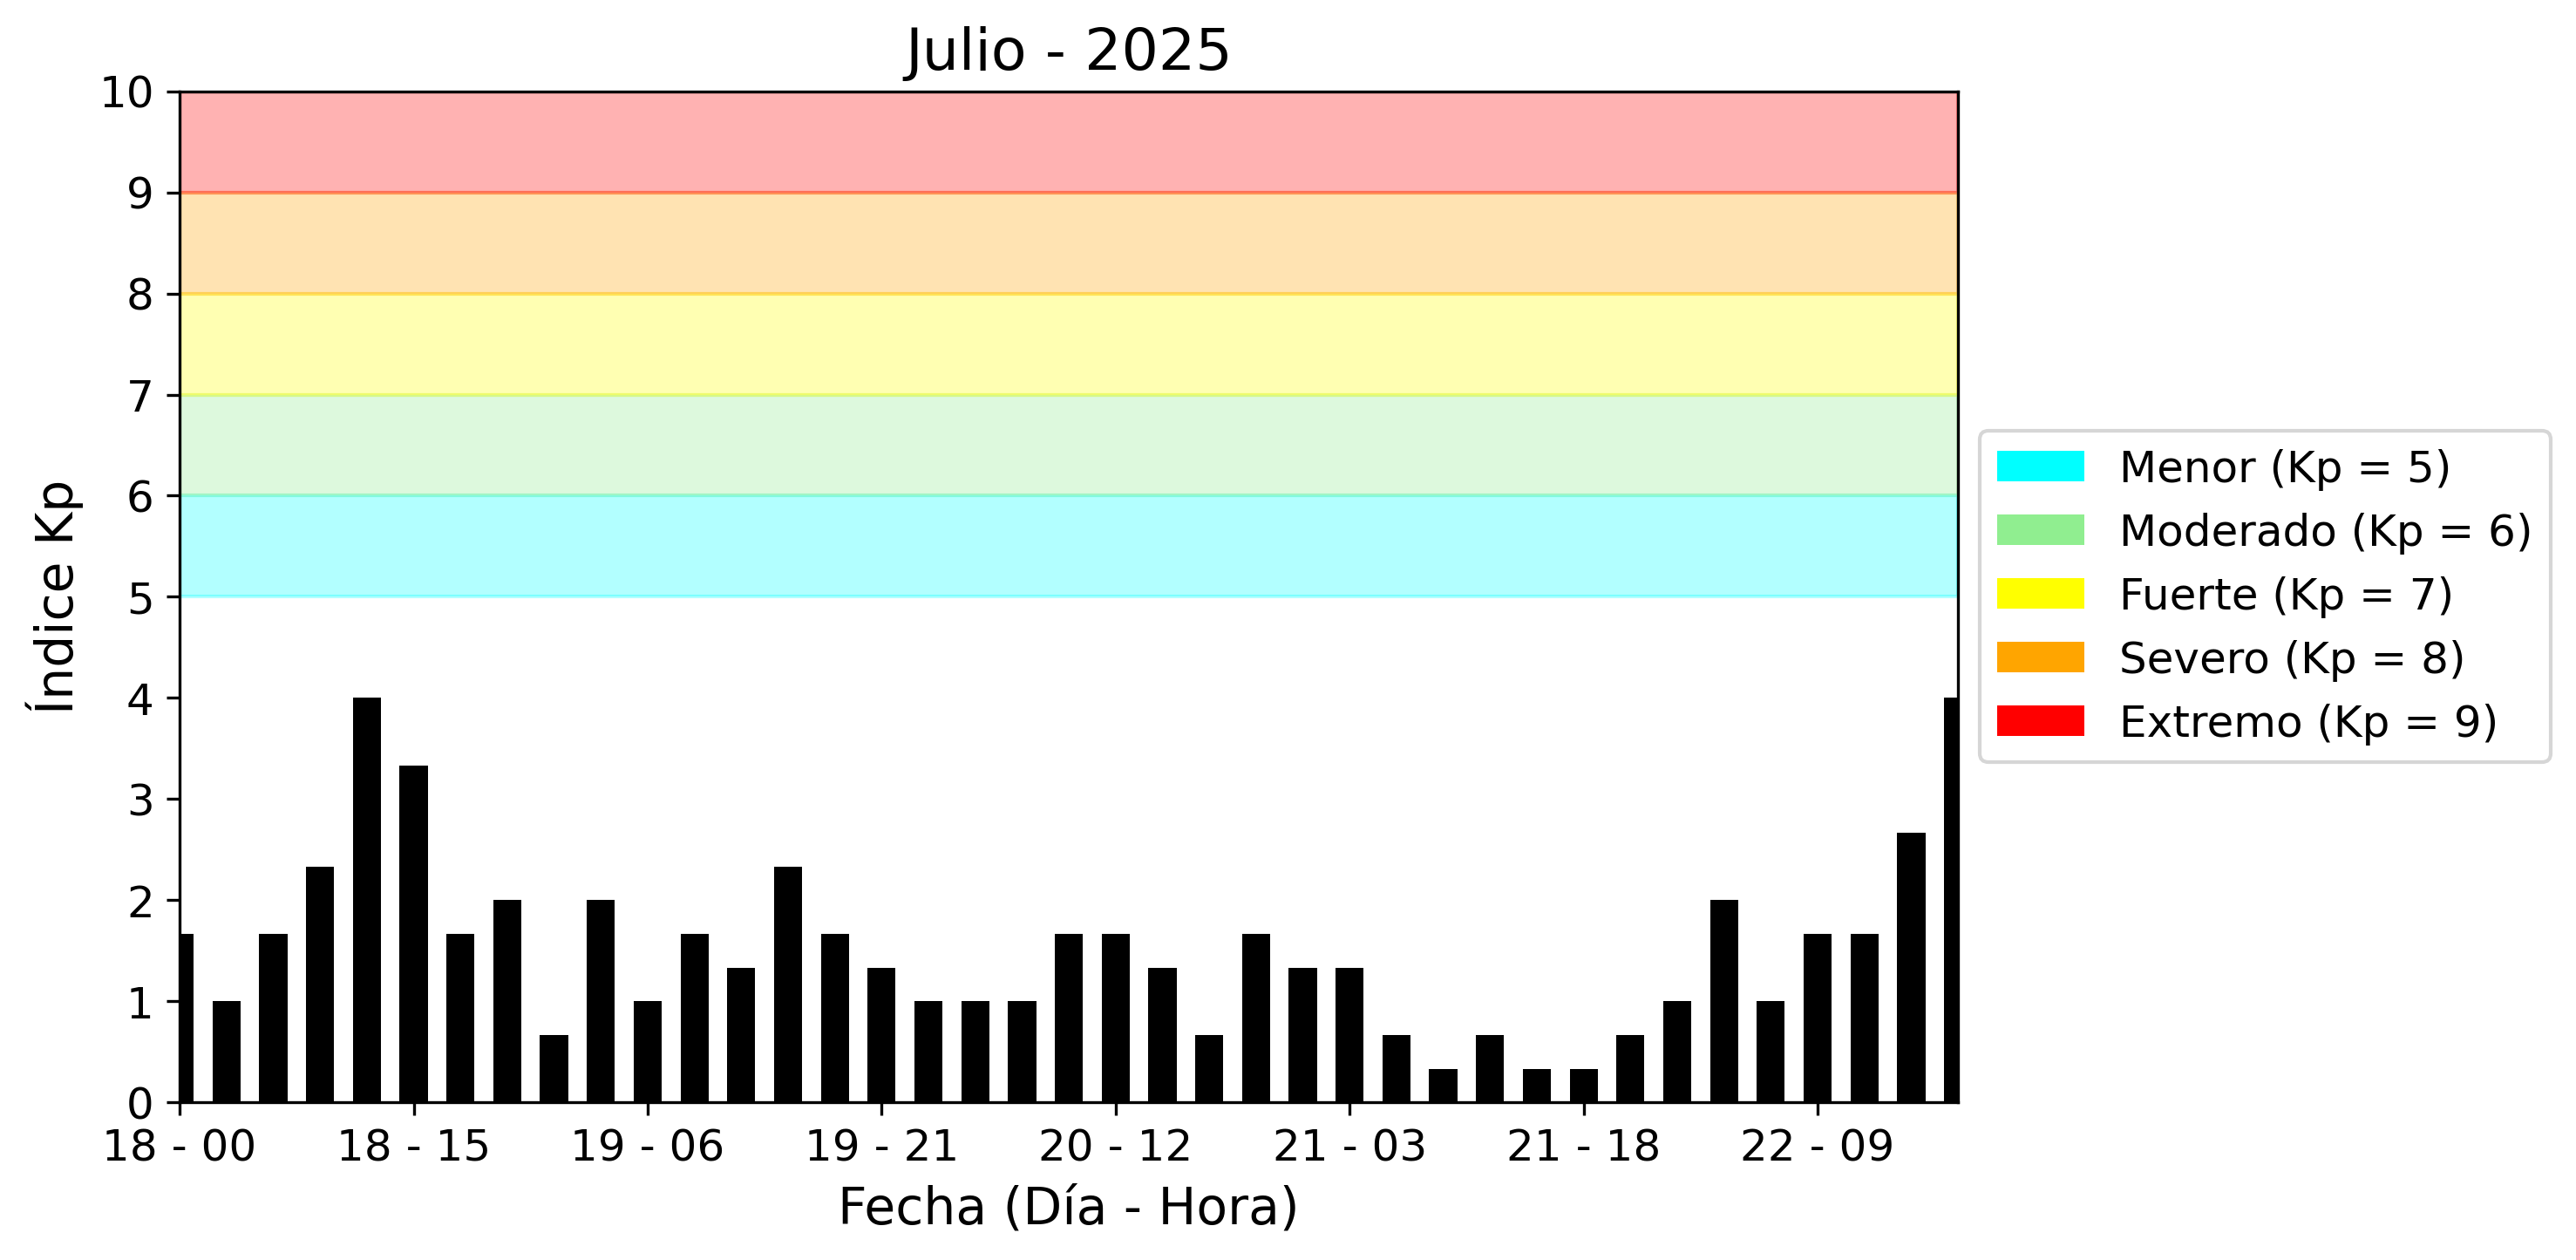 Julio - 2025
10
9
8
7
6
5
4
3
2
1
0
Índice Kp
18 - 00
18 - 15
19 - 06
19 - 21
20 - 12
21 - 03
21 - 18
22 - 09
Fecha (Día - Hora)
Menor (Kp = 5)
Moderado (Kp = 6)
Fuerte (Kp = 7)
Severo (Kp = 8)
Extremo (Kp = 9)